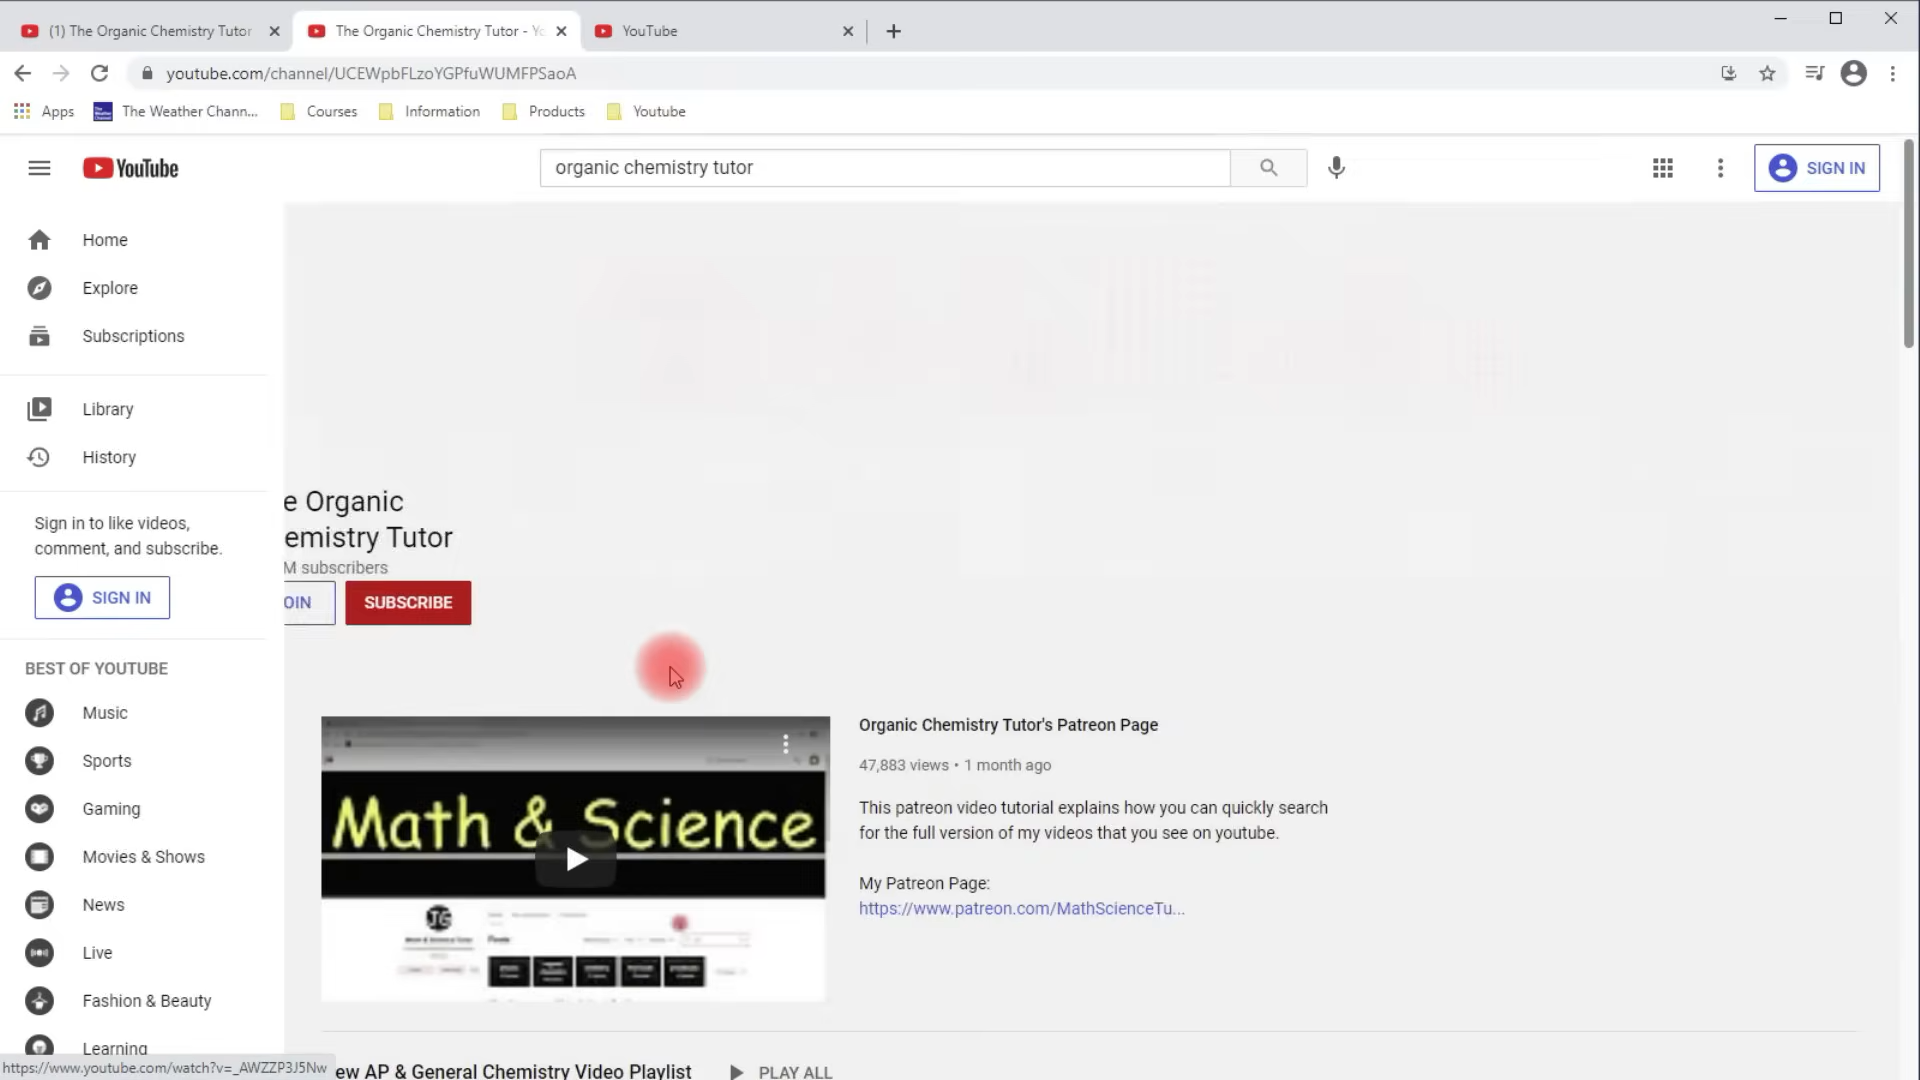 (1) The Organic Chemistry Tutor
The Organic Chemistry Tutor - Yo
YouTube
youtube.com/channel/UCEWpbFLzoYGPfuWUMFPSaoA
Apps
The Weather Chann...
Courses
Information
Products
Youtube
YouTube
organic chemistry tutor
SIGN IN
Home
Explore
Subscriptions
Library
History
Sign in to like videos,
comment, and subscribe.
SIGN IN
BEST OF YOUTUBE
Music
Sports
Gaming
Movies & Shows
News
Live
Fashion & Beauty
Learning
https://www.youtube.com/watch?v=_AWZZP3J5Nw
e Organic
emistry Tutor
M subscribers
OIN
SUBSCRIBE
Math & Science
JG
Organic Chemistry Tutor's Patreon Page
47,883 views • 1 month ago
This patreon video tutorial explains how you can quickly search
for the full version of my videos that you see on youtube.
My Patreon Page:
https://www.patreon.com/MathScienceTu...
ew AP & General Chemistry Video Playlist
PLAY ALL